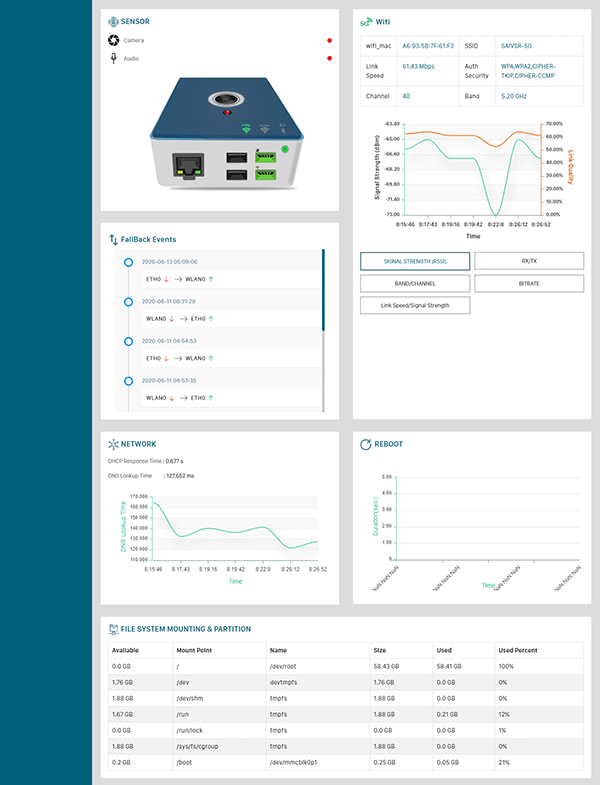 SENSOR
Camera
Audio
FallBack Events
2020-06-13 05:09:06
ETH0 ↓ → WLAN0 ↑
2020-06-11 08:31:29
WLAN0 ↓ → ETH0 ↑
2020-06-11 04:54:53
ETH0 ↓ → WLAN0 ↑
2020-06-11 04:53:35
WLAN0 ↓ → ETH0 ↑
5G Wifi
wifi_mac A6:93:5B:7F:61:F3 SSID SAIVSR-5G
Link Speed 61.43 Mbps Auth Security WPA,WPA2,CIPHER-
TKIP,CIPHER-CCMP
Channel 40 Band 5.20 GHz
Signal Strength (dBm)
-63.80
-65.00
-66.60
-68.20
-69.80
-71.40
-73.00
70.00%
60.00%
50.00%
40.00%
30.00%
20.00%
10.00%
0.00%
Link Quality
8:15:46 8:17:43 8:19:16 8:19:42 8:22:8 8:26:2 8:26:52
Time
SIGNAL STRENGTH (RSSI) RX/TX
BAND/CHANNEL BITRATE
Link Speed/Signal Strength
NETWORK
DHCP Response Time : 0.677 s
DNS Lookup Time : 127.652 ms
DNS Lookup Time
170.000
160.000
150.000
140.000
130.000
120.000
110.000
8:15:46 8:17:43 8:19:16 8:19:42 8:22:8 8:26:2 8:26:52
Time
REBOOT
Duration(sec.)
5.00
4.00
3.00
2.00
1.00
0
NaN:NaN NaN:NaN NaN:NaN NaN:NaN
Time
FILE SYSTEM MOUNTING & PARTITION
Available Mount Point Name Size Used Used Percent
0.0 GB / /dev/root 58.43 GB 58.41 GB 100%
1.76 GB /dev devtmpfs 1.76 GB 0.0 GB 0%
1.88 GB /dev/shm tmpfs 1.88 GB 0.0 GB 0%
1.67 GB /run tmpfs 1.88 GB 0.21 GB 12%
0.0 GB /run/lock tmpfs 0.0 GB 0.0 GB 1%
1.88 GB /sys/fs/cgroup tmpfs 1.88 GB 0.0 GB 0%
0.2 GB /boot /dev/mmcblk0p1 0.25 GB 0.05 GB 21%